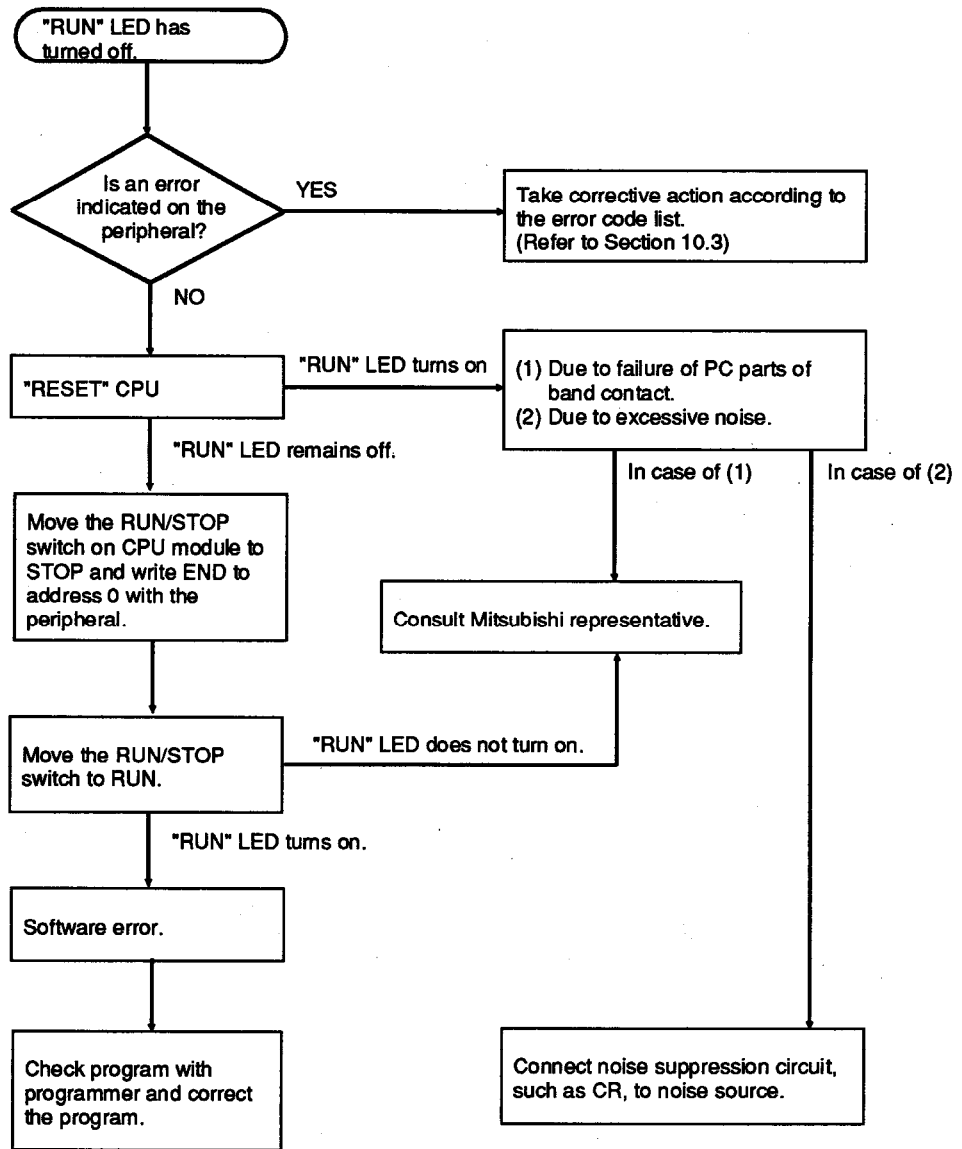 "RUN" LED has
turned off.
Is an error
indicated on the
peripheral?
YES
Take corrective action according to
the error code list.
(Refer to Section 10.3)
NO
"RESET" CPU
"RUN" LED turns on
(1) Due to failure of PC parts of
band contact.
(2) Due to excessive noise.
"RUN" LED remains off.
In case of (1)
In case of (2)
Move the RUN/STOP
switch on CPU module to
STOP and write END to
address 0 with the
peripheral.
Consult Mitsubishi representative.
Move the RUN/STOP
switch to RUN.
"RUN" LED does not turn on.
"RUN" LED turns on.
Software error.
Check program with
programmer and correct
the program.
Connect noise suppression circuit,
such as CR, to noise source.